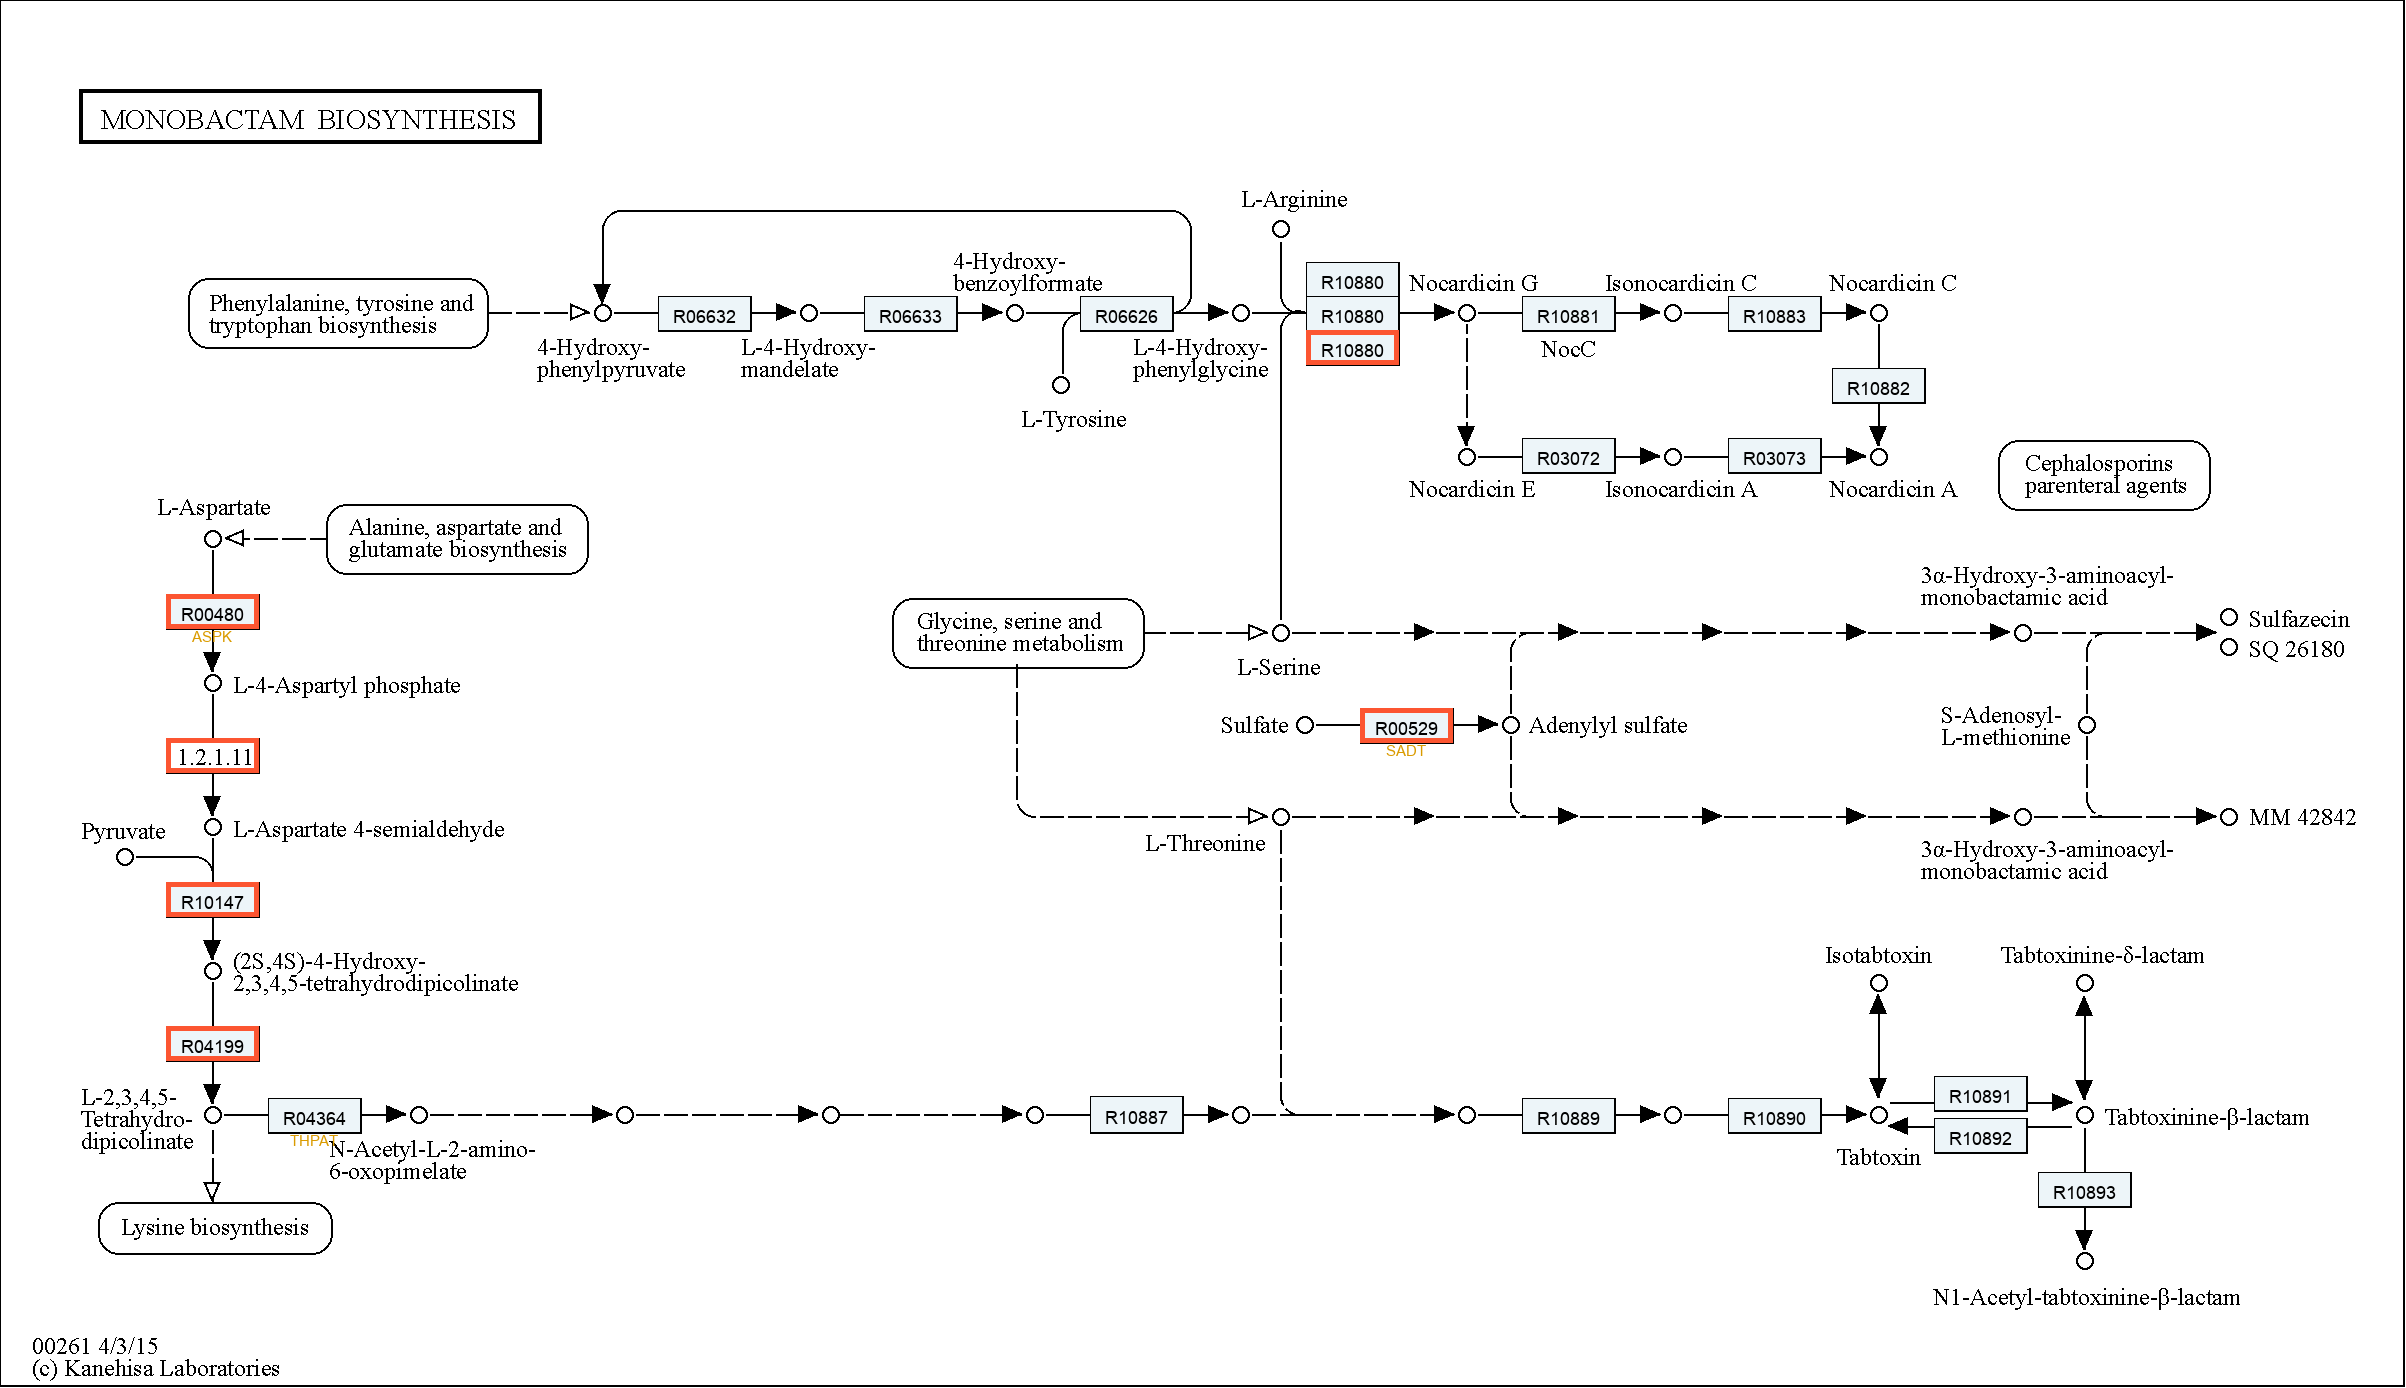 MONOBACTAM BIOSYNTHESIS
L-Arginine
4-Hydroxy-
benzoylformate
Phenylalanine, tyrosine and
tryptophan biosynthesis
R06632
R06633
R06626
R10880
R10880
R10880
Nocardicin G
Isonocardicin C
Nocardicin C
R10881
R10883
NocC
4-Hydroxy-
phenylpyruvate
L-4-Hydroxy-
mandelate
L-4-Hydroxy-
phenylglycine
L-Tyrosine
R10882
R03072
R03073
Nocardicin E
Isonocardicin A
Nocardicin A
Cephalosporins
parenteral agents
L-Aspartate
Alanine, aspartate and
glutamate biosynthesis
R00480
ASPK
L-4-Aspartyl phosphate
1.2.1.11
Pyruvate
L-Aspartate 4-semialdehyde
R10147
(2S,4S)-4-Hydroxy-
2,3,4,5-tetrahydrodipicolinate
R04199
Glycine, serine and
threonine metabolism
L-Serine
3α-Hydroxy-3-aminoacyl-
monobactamic acid
Sulfazecin
SQ 26180
Sulfate
R00529
SADT
Adenylyl sulfate
S-Adenosyl-
L-methionine
L-Threonine
3α-Hydroxy-3-aminoacyl-
monobactamic acid
MM 42842
Isotabtoxin
Tabtoxinine-δ-lactam
L-2,3,4,5-
Tetrahydro-
dipicolinate
R04364
THPAT
N-Acetyl-L-2-amino-
6-oxopimelate
R10887
R10889
R10890
R10891
R10892
Tabtoxin
Tabtoxinine-β-lactam
R10893
N1-Acetyl-tabtoxinine-β-lactam
Lysine biosynthesis
00261 4/3/15
(c) Kanehisa Laboratories